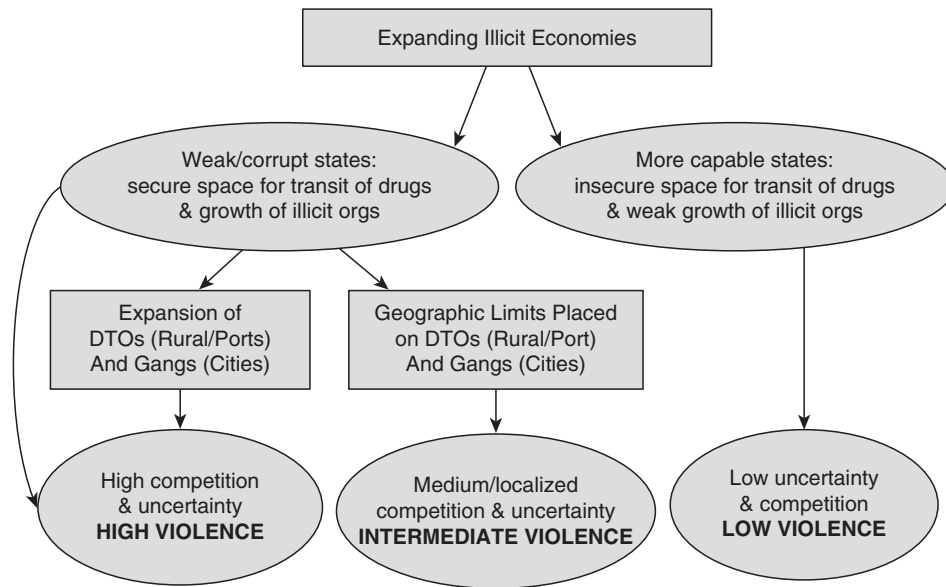 Expanding Illicit Economies
Weak/corrupt states:
secure space for transit of drugs
& growth of illicit orgs
More capable states:
insecure space for transit of drugs
& weak growth of illicit orgs
Expansion of
DTOs (Rural/Ports)
And Gangs (Cities)
Geographic Limits Placed
on DTOs (Rural/Port)
And Gangs (Cities)
High competition
& uncertainty
HIGH VIOLENCE
Medium/localized
competition & uncertainty
INTERMEDIATE VIOLENCE
Low uncertainty
& competition
LOW VIOLENCE